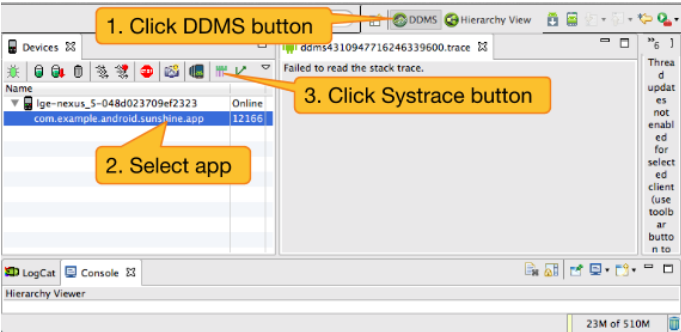 1. Click DDMS button
DDMS
Hierarchy View
Devices
ddms4310947716246339600.trace
"6
Failed to read the stack trace.
3. Click Systrace button
Name
lge-nexus_5-048d023709ef2323
Online
com.example.android.sunshine.app
12166
2. Select app
Threa
d
updat
es
not
enabl
ed
for
select
ed
client
(use
toolb
ar
butto
n to
LogCat
Console
Hierarchy Viewer
23M of 510M